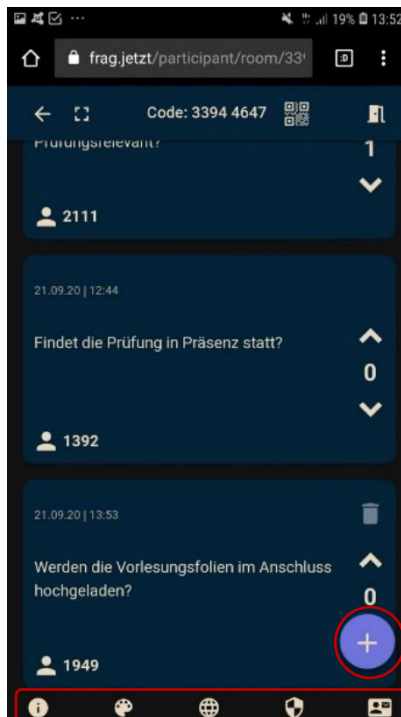 19% 13:52
frag.jetzt/participant/room/33
:D
Code: 3394 4647
Prüfungsrelevant?
1
2111
21.09.20 | 12:44
Findet die Prüfung in Präsenz statt?
0
1392
21.09.20 | 13:53
Werden die Vorlesungsfolien im Anschluss
hochgeladen?
0
1949